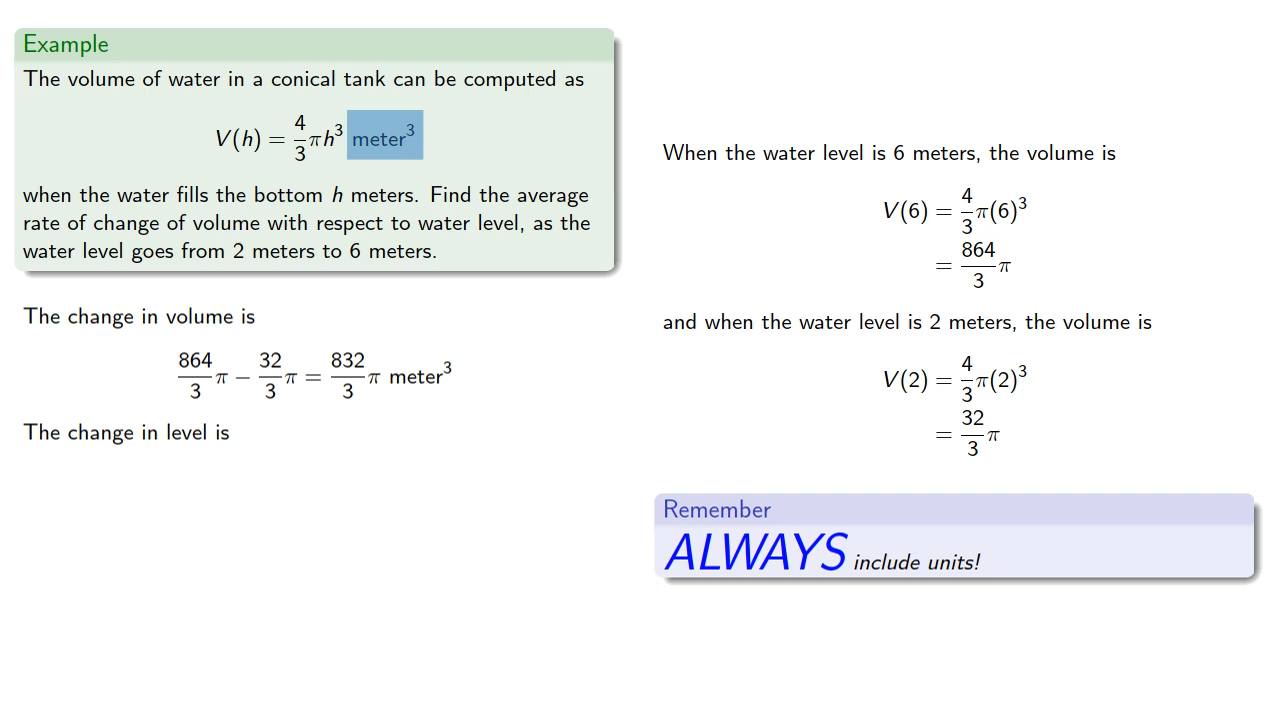 Example
The volume of water in a conical tank can be computed as
V(h) = 4/3 πh³ meter³
when the water fills the bottom h meters. Find the average
rate of change of volume with respect to water level, as the
water level goes from 2 meters to 6 meters.
The change in volume is
864/3 π − 32/3 π = 832/3 π meter³
The change in level is
When the water level is 6 meters, the volume is
V(6) = 4/3 π(6)³
= 864/3 π
and when the water level is 2 meters, the volume is
V(2) = 4/3 π(2)³
= 32/3 π
Remember
ALWAYS include units!